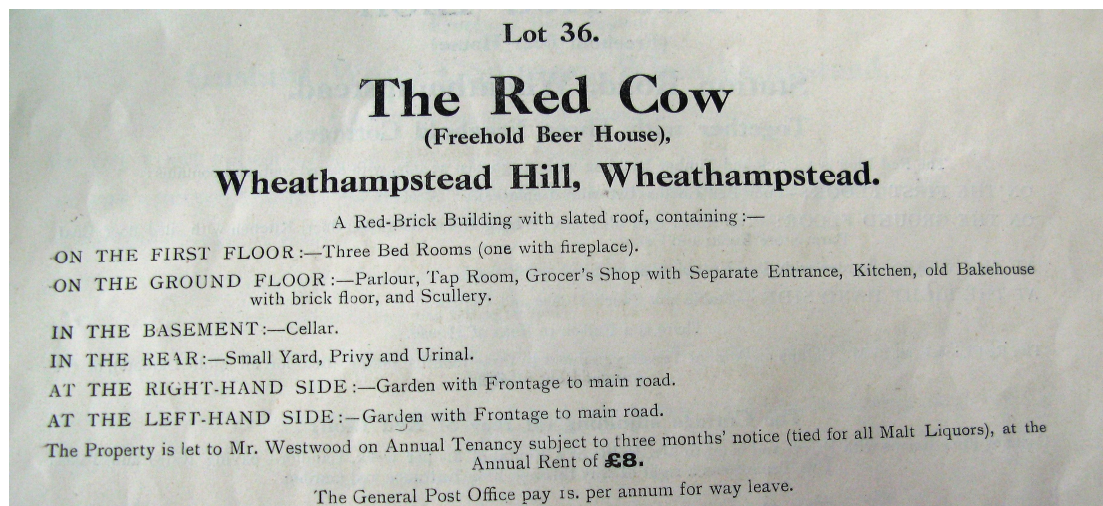 Lot 36.
The Red Cow
(Freehold Beer House),
Wheathampstead Hill, Wheathampstead.
A Red-Brick Building with slated roof, containing :—
ON THE FIRST FLOOR :—Three Bed Rooms (one with fireplace).
ON THE GROUND FLOOR :—Parlour, Tap Room, Grocer's Shop with Separate Entrance, Kitchen, old Bakehouse
with brick floor, and Scullery.
IN THE BASEMENT:—Cellar.
IN THE REAR:—Small Yard, Privy and Urinal.
AT THE RIGHT-HAND SIDE :—Garden with Frontage to main road.
AT THE LEFT-HAND SIDE :—Garden with Frontage to main road.
The Property is let to Mr. Westwood on Annual Tenancy subject to three months' notice (tied for all Malt Liquors), at the
Annual Rent of £8.
The General Post Office pay 1s. per annum for way leave.